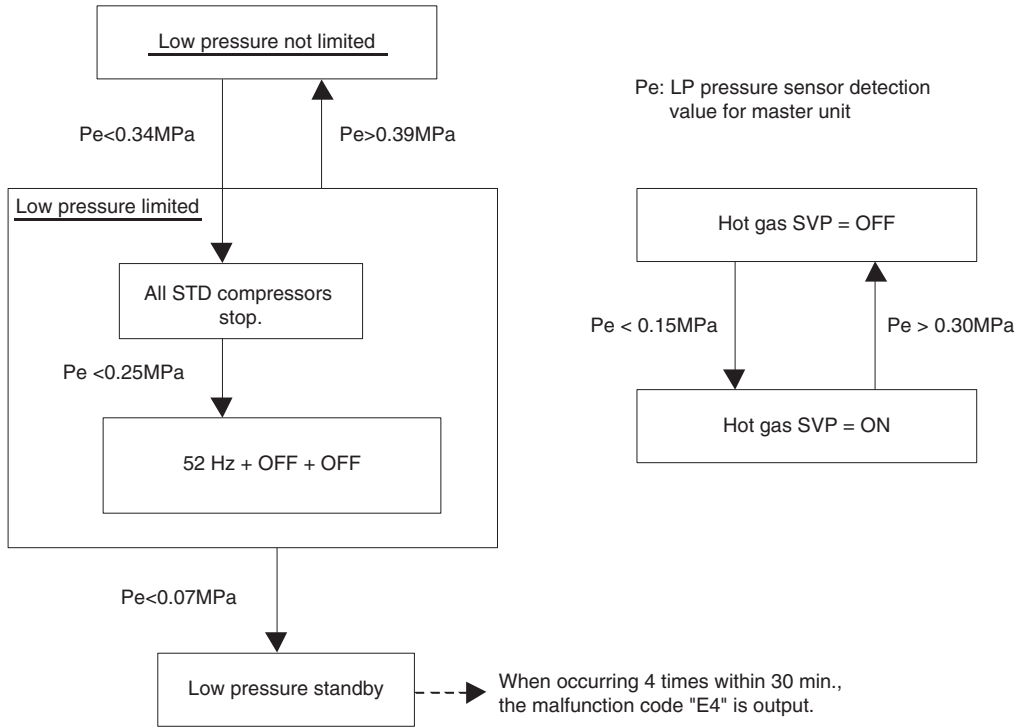 Low pressure not limited
Pe<0.34MPa
Pe>0.39MPa
Low pressure limited
All STD compressors
stop.
Pe <0.25MPa
52 Hz + OFF + OFF
Pe<0.07MPa
Low pressure standby
When occurring 4 times within 30 min.,
the malfunction code "E4" is output.
Pe: LP pressure sensor detection
value for master unit
Hot gas SVP = OFF
Pe < 0.15MPa
Pe > 0.30MPa
Hot gas SVP = ON